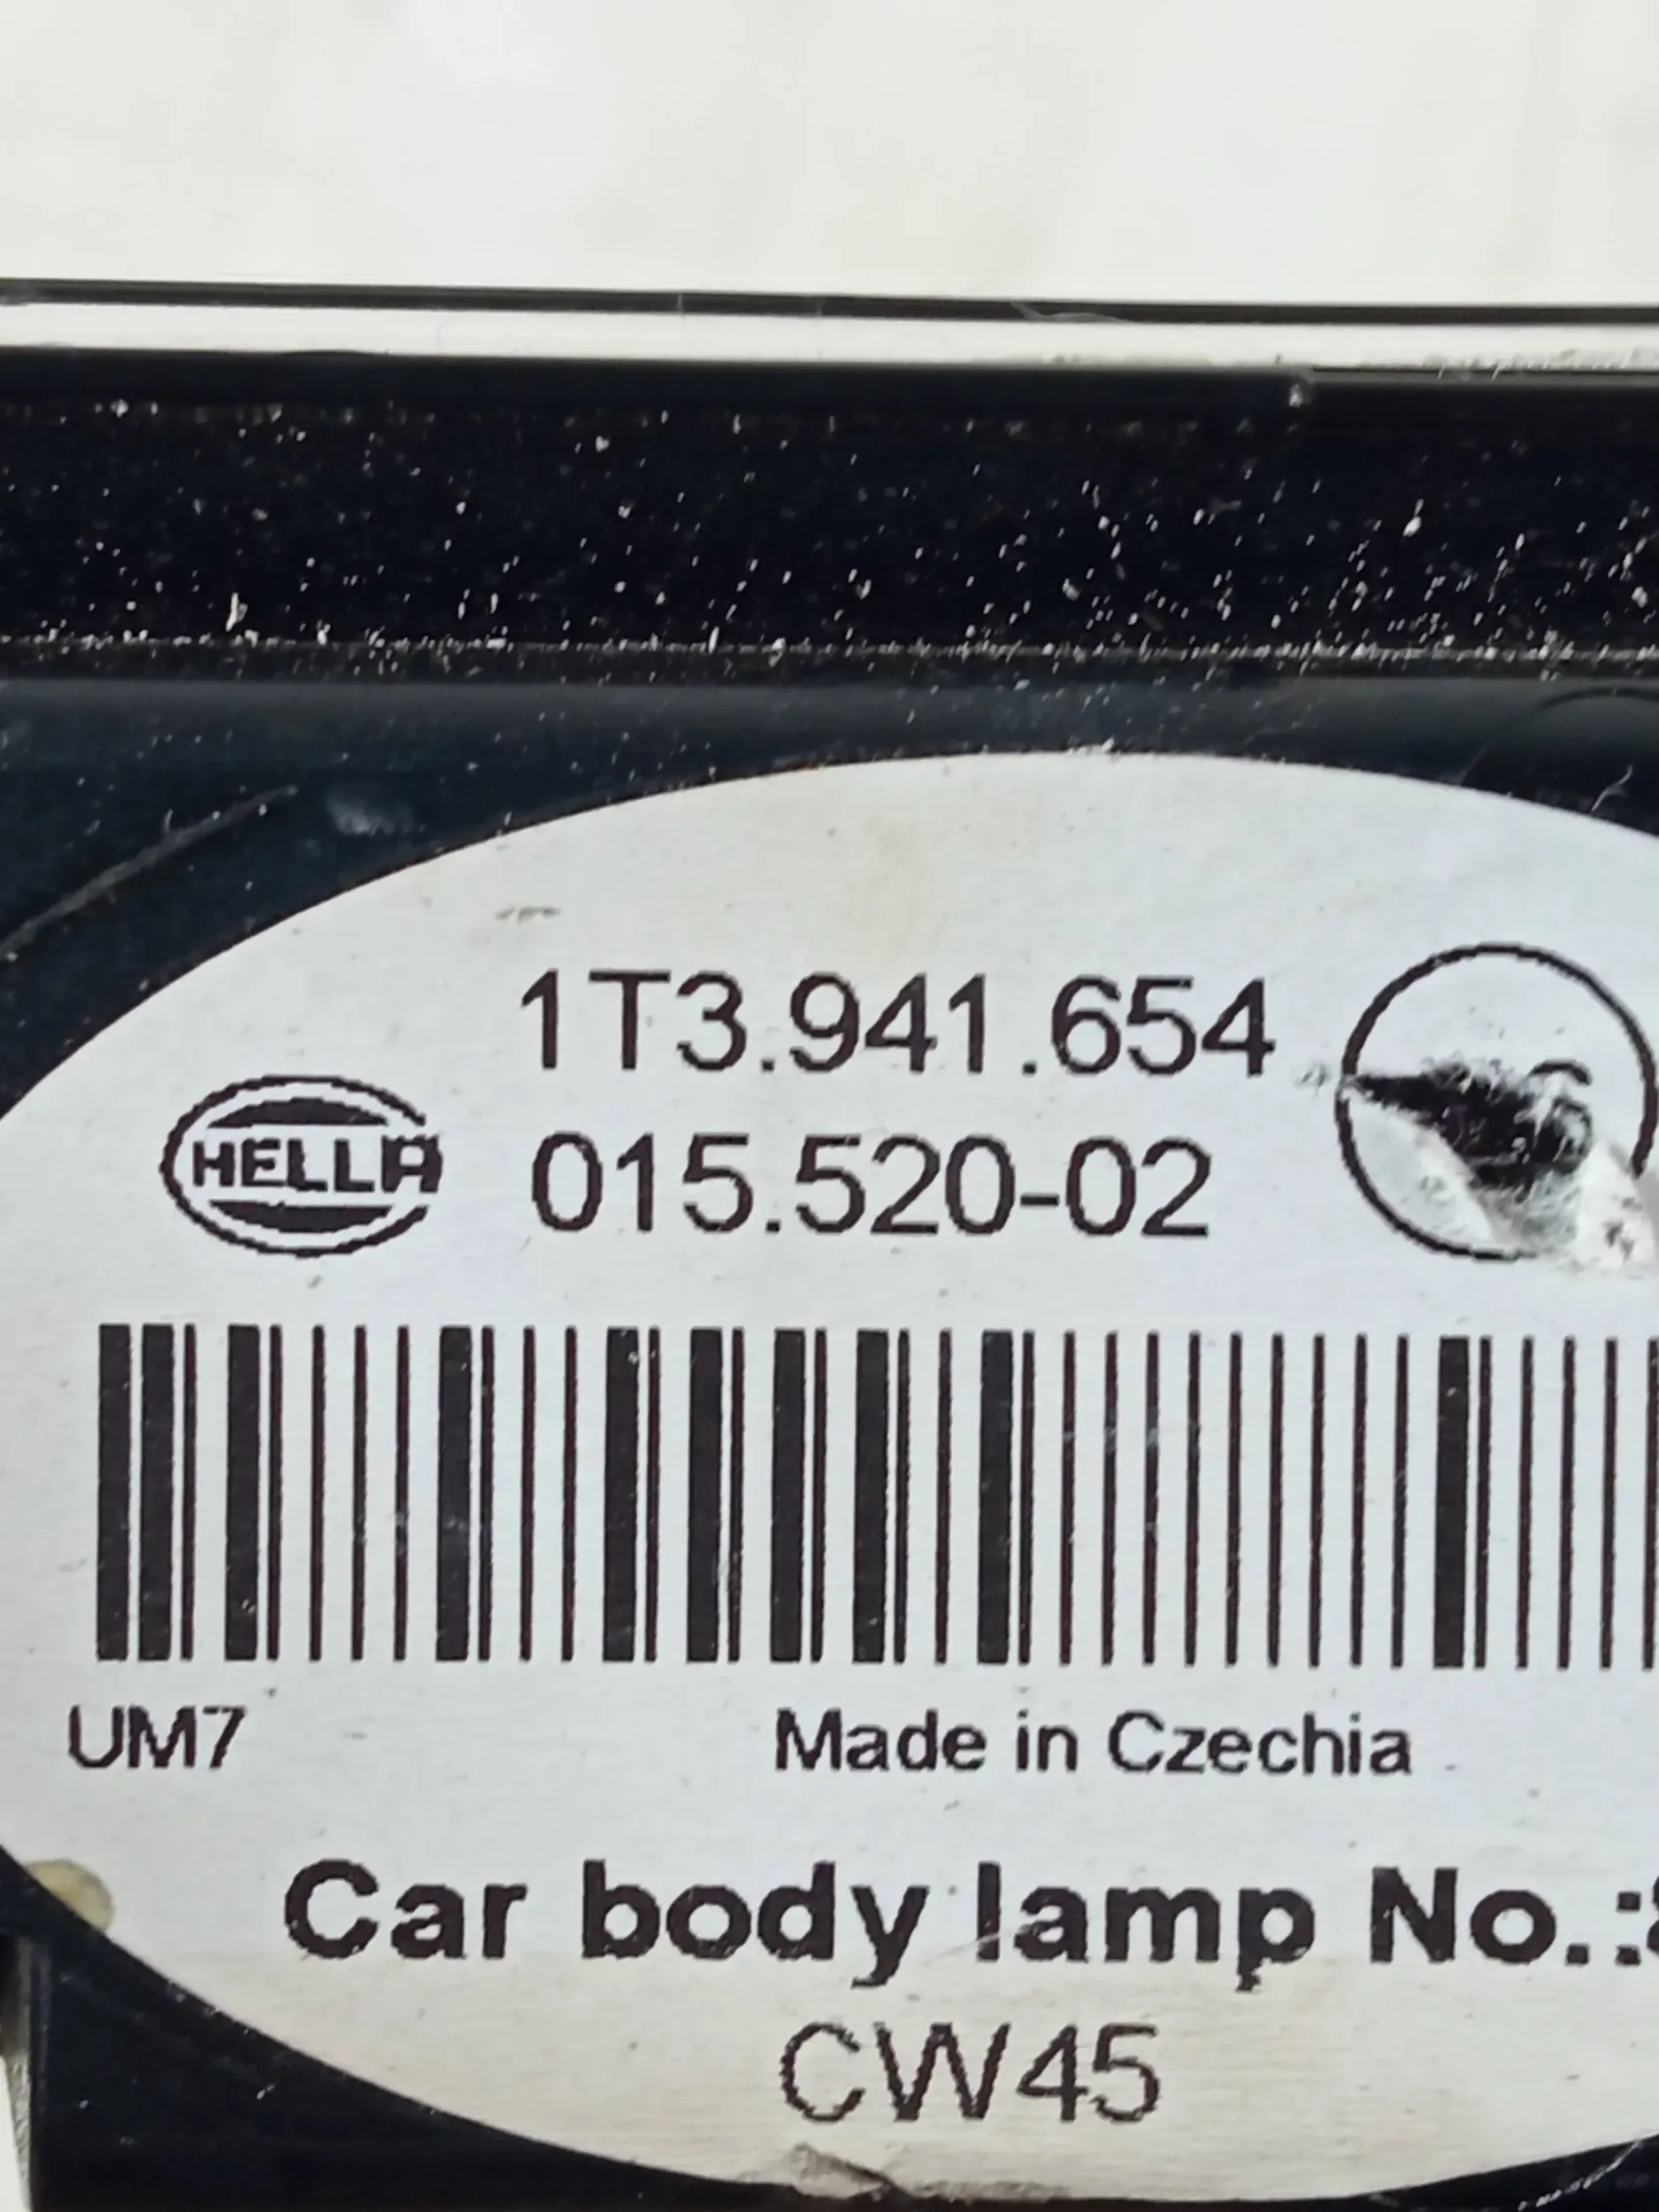 1T3.941.654
HELLA
015.520-02
UM7
Made in Czechia
Car body lamp No.:
CW45